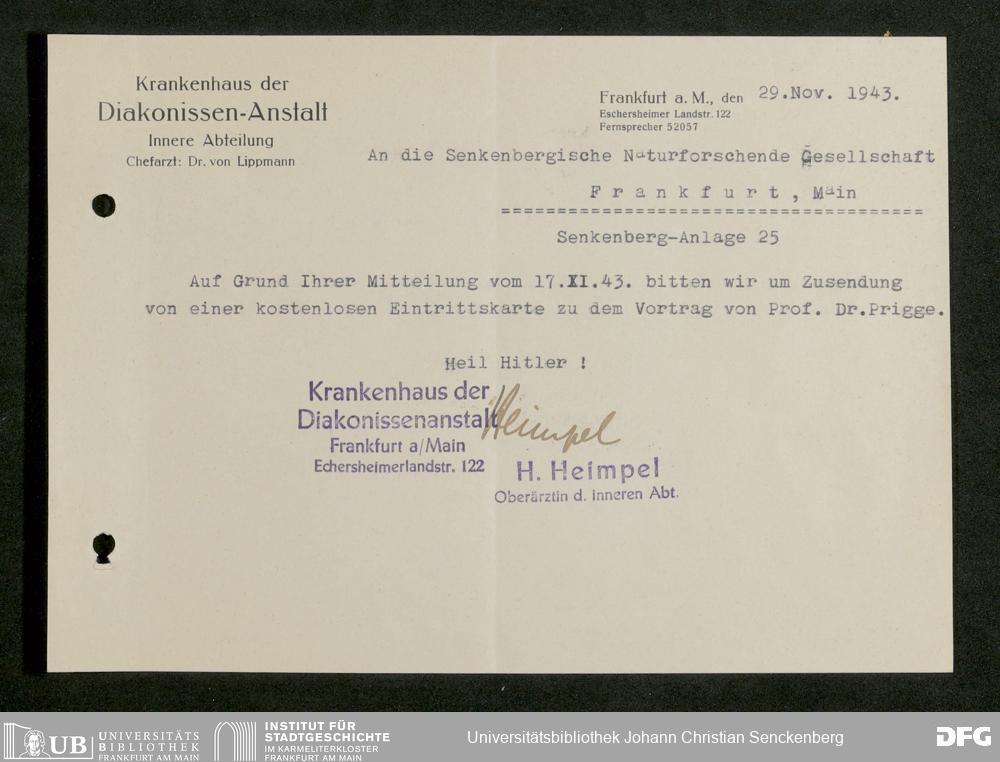 Krankenhaus der
Diakonissen-Anstalt
Innere Abteilung
Chefarzt: Dr. von Lippmann
Frankfurt a. M., den 29.Nov. 1943.
Eschersheimer Landstr. 122
Fernsprecher 52057
An die Senkenbergische Naturforschende Gesellschaft
F r a n k f u r t , Main
======================================
Senkenberg-Anlage 25
Auf Grund Ihrer Mitteilung vom 17.XI.43. bitten wir um Zusendung
von einer kostenlosen Eintrittskarte zu dem Vortrag von Prof. Dr.Prigge.
Heil Hitler !
Krankenhaus der
Diakonissenanstalt
Frankfurt a/Main
Echersheimerlandstr. 122
Heimpel
H. Heimpel
Oberärztin d. inneren Abt.
UB UNIVERSITÄTS
BIBLIOTHEK
FRANKFURT AM MAIN
INSTITUT FÜR
STADTGESCHICHTE
IM KARMELITERKLOSTER
FRANKFURT AM MAIN
Universitätsbibliothek Johann Christian Senckenberg
DFG